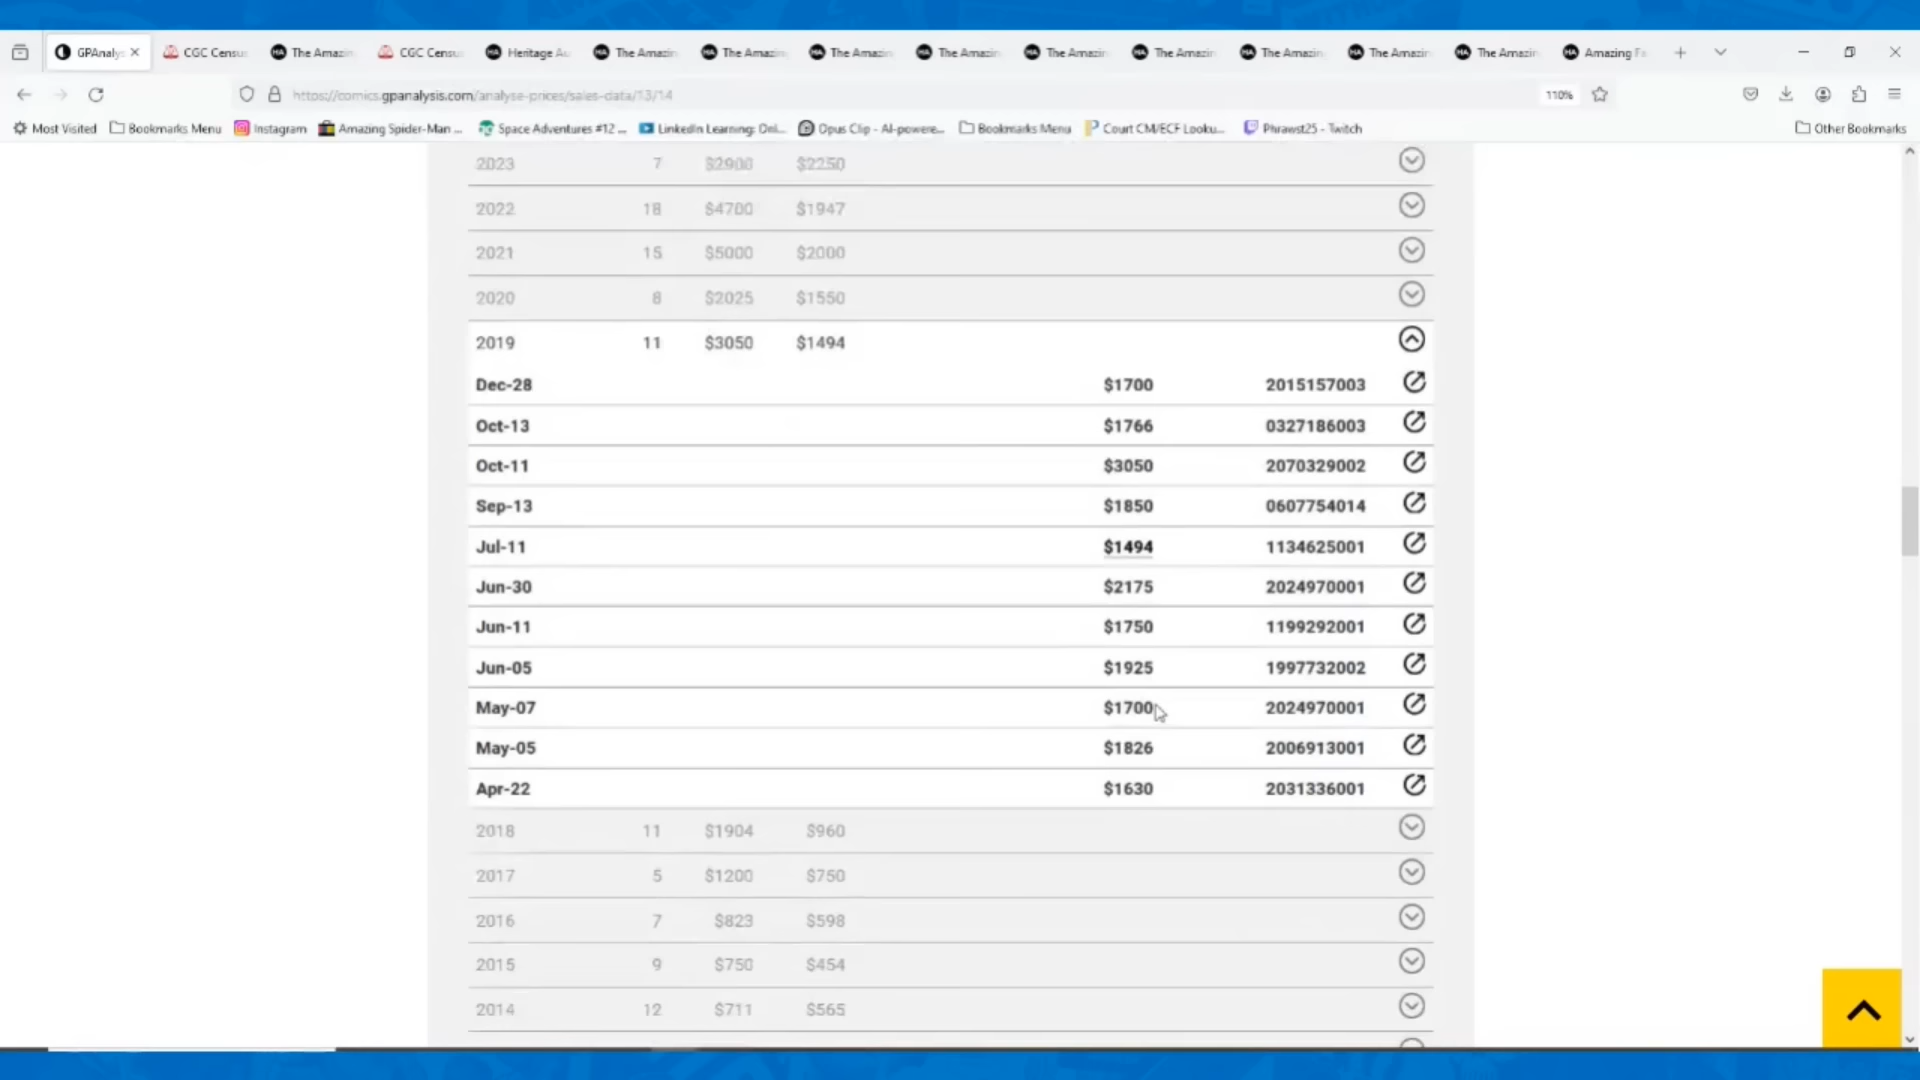 GPAnaly CGC Censu The Amazin CGC Censu Heritage Au The Amazin The Amazin The Amazin The Amazin The Amazin The Amazin The Amazin The Amazin The Amazin Amazing Fa
https://comics.gpanalysis.com/analyse-prices/sales-data/13/14 110%
Most Visited Bookmarks Menu Instagram Amazing Spider-Man ... Space Adventures #12 ... LinkedIn Learning: Onl... Opus Clip - AI-powere... Bookmarks Menu Court CM/ECF Looku... Phrawst25 - Twitch Other Bookmarks
2023 7 $2900 $2250
2022 18 $4700 $1947
2021 15 $5000 $2000
2020 8 $2025 $1550
2019 11 $3050 $1494
Dec-28 $1700 2015157003
Oct-13 $1766 0327186003
Oct-11 $3050 2070329002
Sep-13 $1850 0607754014
Jul-11 $1494 1134625001
Jun-30 $2175 2024970001
Jun-11 $1750 1199292001
Jun-05 $1925 1997732002
May-07 $1700 2024970001
May-05 $1826 2006913001
Apr-22 $1630 2031336001
2018 11 $1904 $960
2017 5 $1200 $750
2016 7 $823 $598
2015 9 $750 $454
2014 12 $711 $565